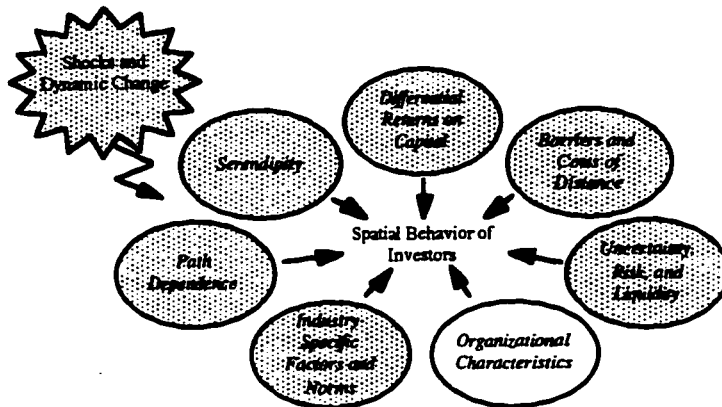 Shocks and
Dynamic Change
Differential
Returns on
Capital
Serendipity
Barriers and
Costs of
Distance
Spatial Behavior of
Investors
Path
Dependence
Uncertainty,
Risk, and
Liquidity
Industry
Specific
Factors and
Norms
Organizational
Characteristics